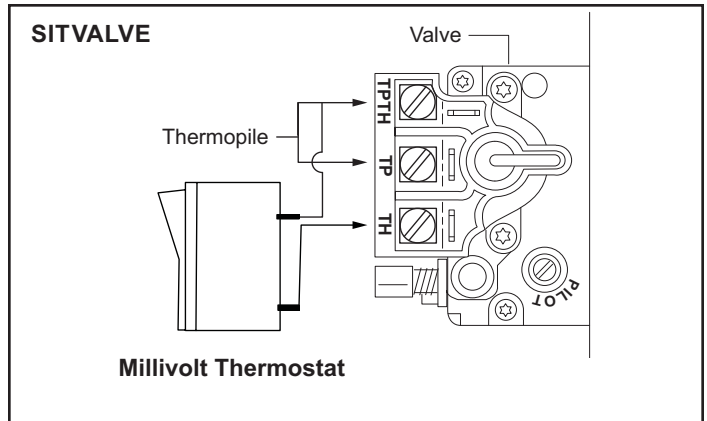 SITVALVE
Valve
TPTH
Thermopile
TP
TH
PILOT
Millivolt Thermostat